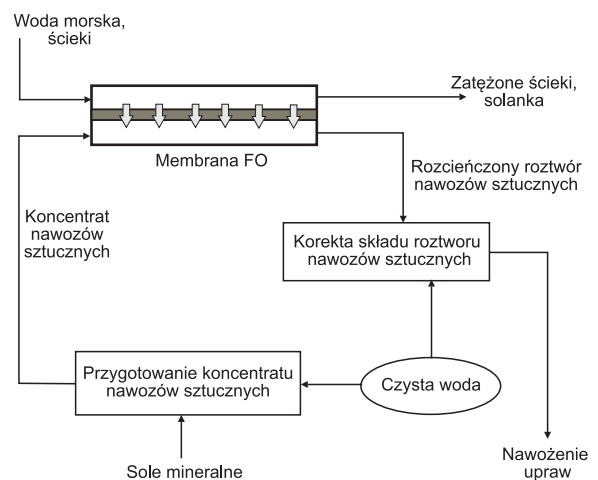 Woda morska,
ścieki
Zatężone ścieki,
solanka
Membrana FO
Rozcieńczony roztwór
nawozów sztucznych
Koncentrat
nawozów
sztucznych
Korekta składu roztworu
nawozów sztucznych
Przygotowanie koncentratu
nawozów sztucznych
Czysta woda
Sole mineralne
Nawożenie
upraw